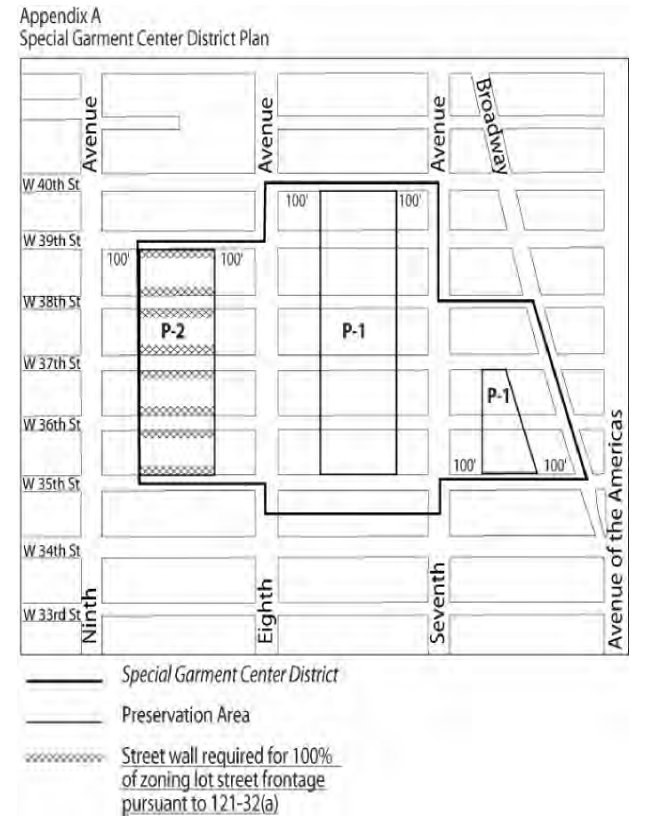 Appendix A
Special Garment Center District Plan
Avenue
Avenue
Avenue
Broadway
W 40th St
100'
100'
W 39th St
100'
100'
W 38th St
P-2
P-1
W 37th St
P-1
W 36th St
100'
100'
W 35th St
W 34th St
W 33rd St
Ninth
Eighth
Seventh
Avenue of the Americas
Special Garment Center District
Preservation Area
Street wall required for 100%
of zoning lot street frontage
pursuant to 121-32(a)